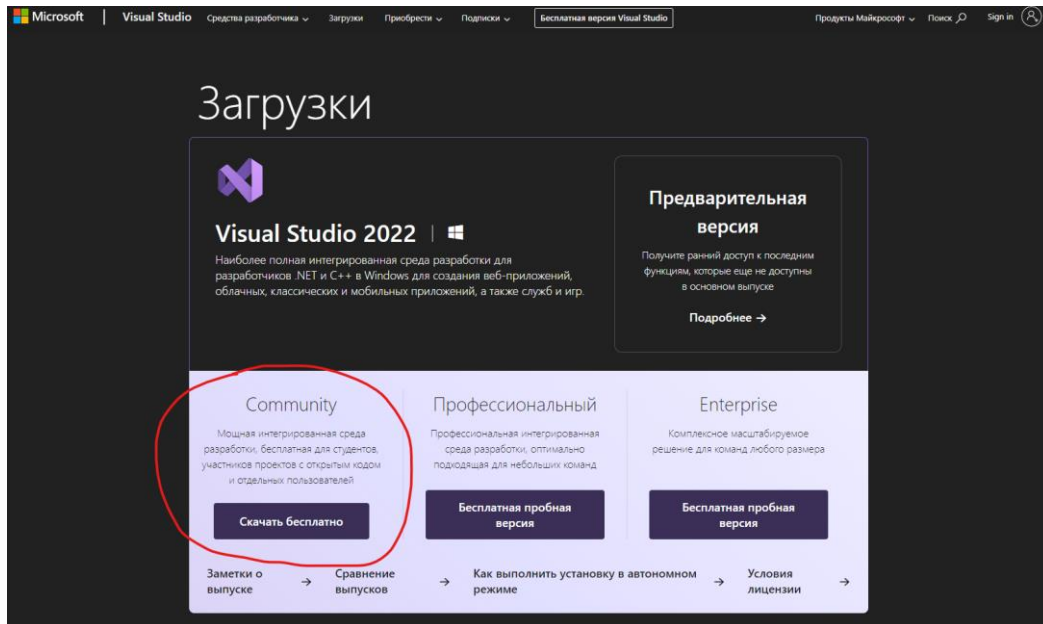 Microsoft | Visual Studio Средства разработчика Загрузки Приобрести Подписки Бесплатная версия Visual Studio Продукты Майкрософт Поиск Sign in
Загрузки
Visual Studio 2022
Наиболее полная интегрированная среда разработки для
разработчиков .NET и C++ в Windows для создания веб-приложений,
облачных, классических и мобильных приложений, а также служб и игр.
Предварительная
версия
Получите ранний доступ к последним
функциям, которые еще не доступны
в основном выпуске
Подробнее →
Community
Мощная интегрированная среда
разработки, бесплатная для студентов,
участников проектов с открытым кодом
и отдельных пользователей
Скачать бесплатно
Профессиональный
Профессиональная интегрированная
среда разработки, оптимально
подходящая для небольших команд
Бесплатная пробная
версия
Enterprise
Комплексное масштабируемое
решение для команд любого размера
Бесплатная пробная
версия
Заметки о
выпуске →
Сравнение
выпусков →
Как выполнить установку в автономном
режиме →
Условия
лицензии →